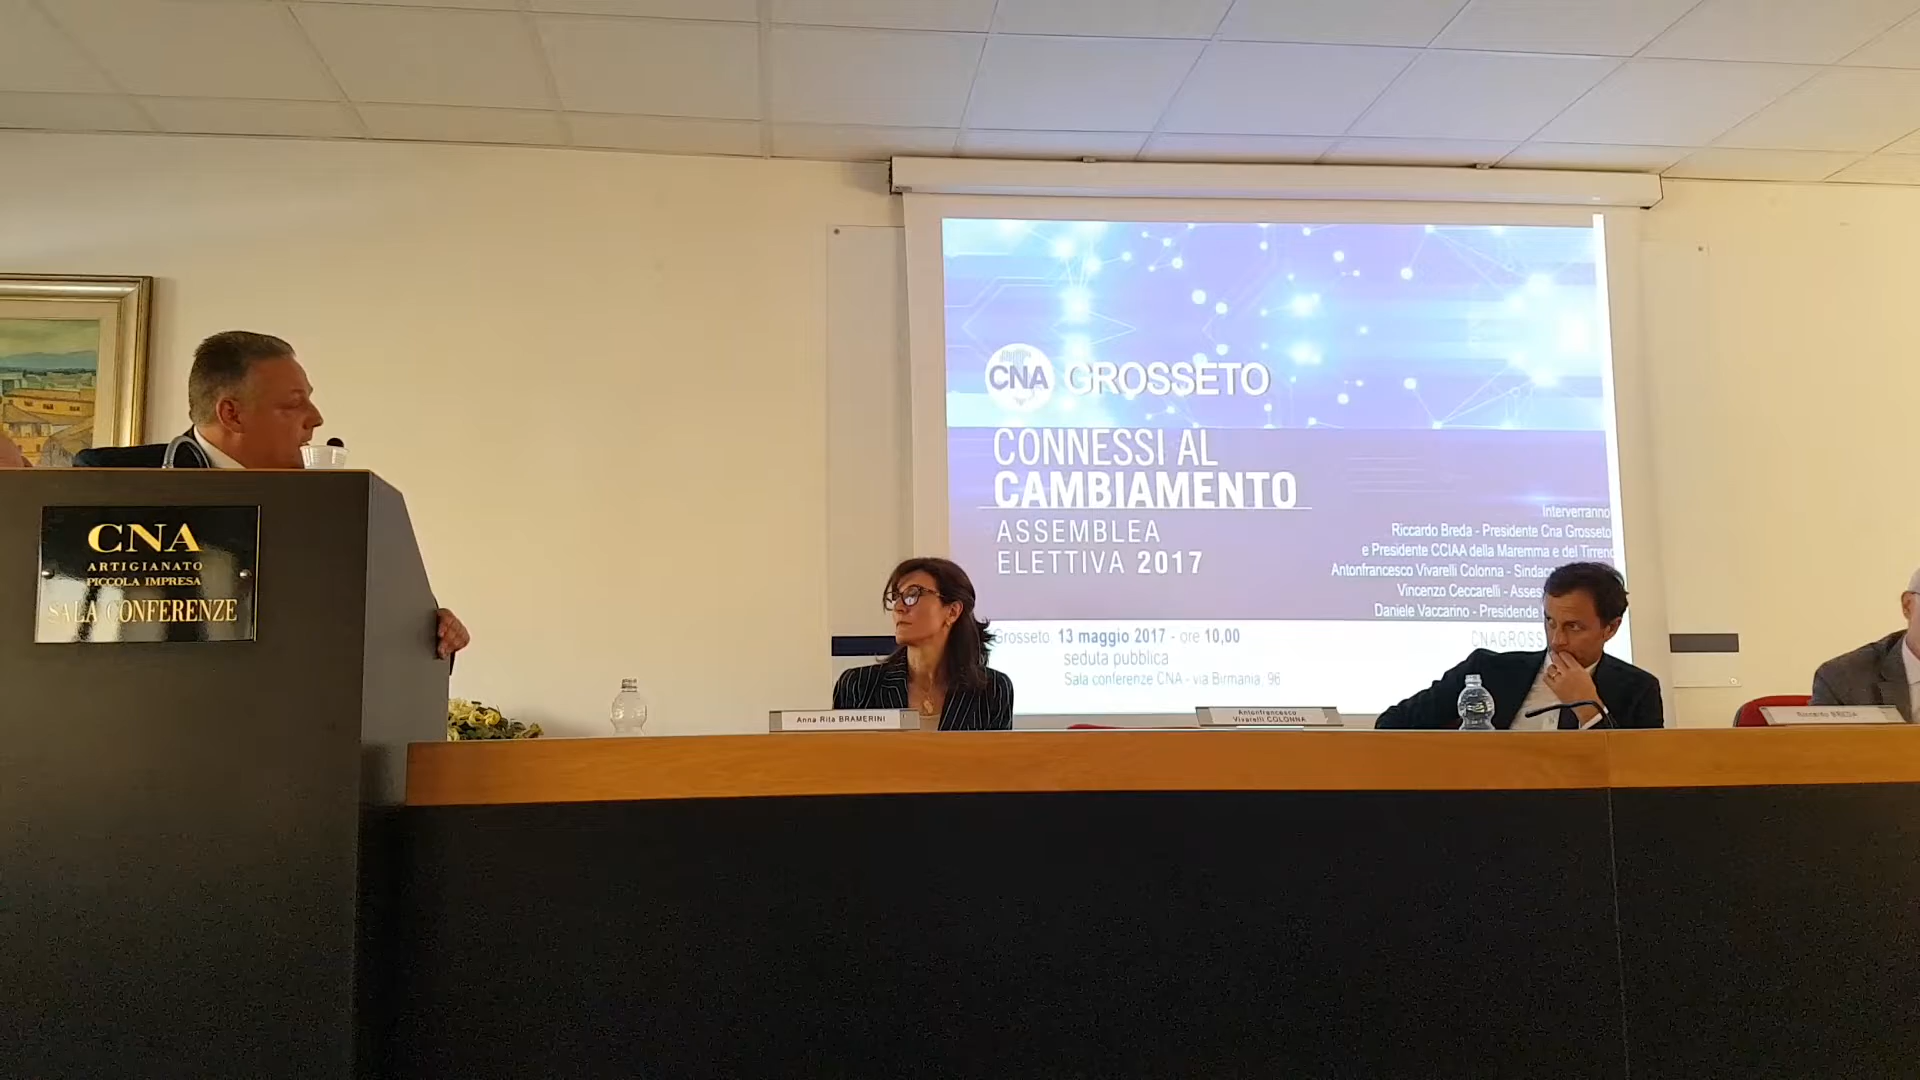 CNA
ARTIGIANATO
PICCOLA IMPRESA
SALA CONFERENZE
CNA GROSSETO
CONNESSI AL
CAMBIAMENTO
ASSEMBLEA
ELETTIVA 2017
Interverranno
Riccardo Breda - Presidente Cna Grosseto
e Presidente CCIAA della Maremma e del Tirreno
Antonfrancesco Vivarelli Colonna - Sindaco
Vincenzo Ceccarelli - Asses
Daniele Vaccarino - Presidende
Grosseto 13 maggio 2017 - ore 10,00
seduta pubblica
Sala conferenze CNA - via Birmania, 96
CNAGROSS
Anna Rita BRAMERINI
Antonfrancesco
Vivarelli COLONNA
Riccardo BREDA